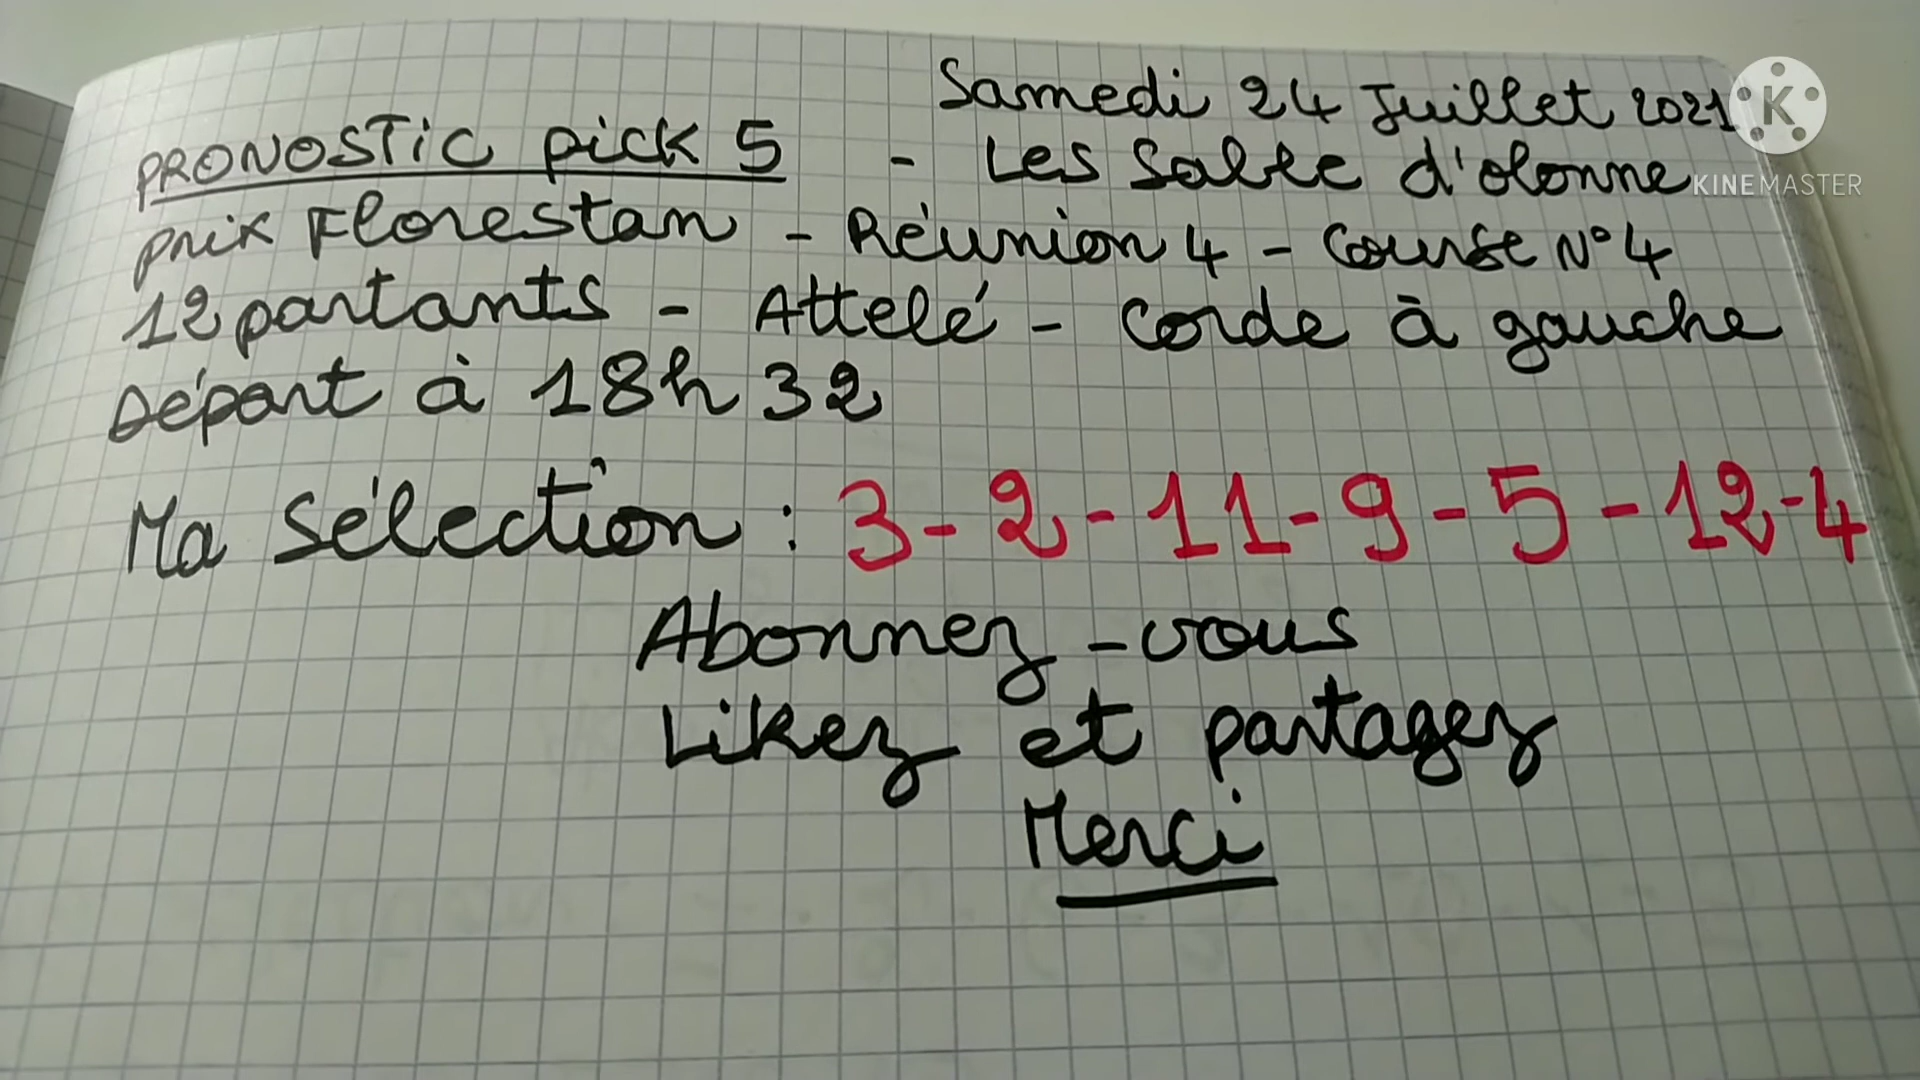 Samedi 24 Juillet 2021
PRONOSTIC PICK 5 - Les Sable d'olonne
prix Florestan - Réunion 4 - Course N° 4
12 partants - Attelé - Corde à gauche
Départ à 18h32
Ma sélection : 3 - 2 - 11 - 9 - 5 - 12 - 4
Abonnez-vous
Likez et partagez
Merci
K
KINEMASTER